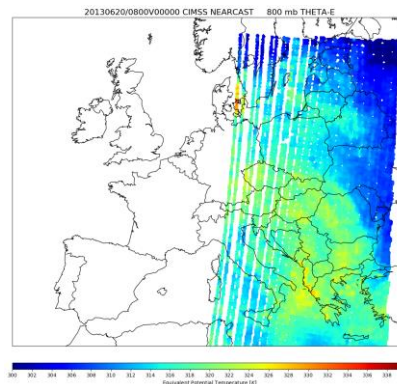 20130620/0800V00000 CIMSS NEARCAST 800 mb THETA-E
300 302 304 306 308 310 312 314 316 318 320 322 324 326 328 330 332 334 336 338
Equivalent Potential Temperature [K]